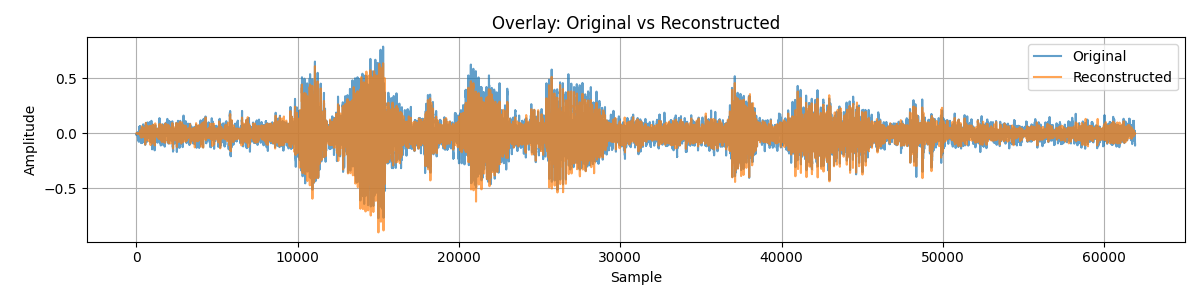 Overlay: Original vs Reconstructed
Original
Reconstructed
0.5
0.0
−0.5
Amplitude
0 10000 20000 30000 40000 50000 60000
Sample